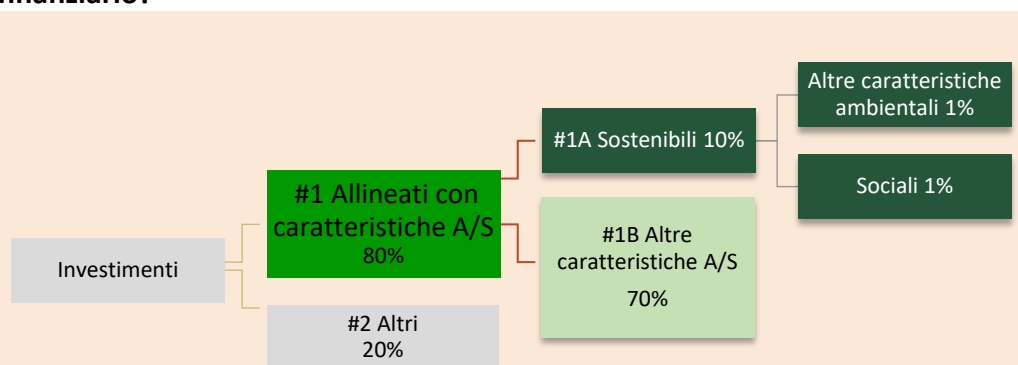 Altre caratteristiche
ambientali 1%
#1A Sostenibili 10%
Sociali 1%
#1 Allineati con
caratteristiche A/S
80%
#1B Altre
caratteristiche A/S
70%
Investimenti
#2 Altri
20%